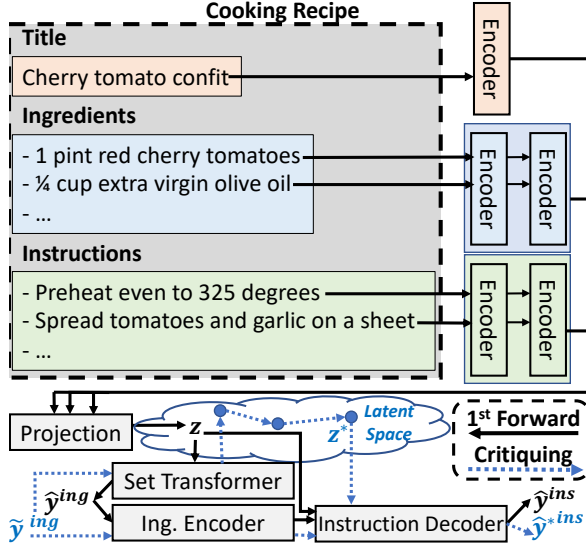 Cooking Recipe
Title
Cherry tomato confit
Encoder
Ingredients
- 1 pint red cherry tomatoes
- ¼ cup extra virgin olive oil
- ...
Encoder
Encoder
Instructions
- Preheat even to 325 degrees
- Spread tomatoes and garlic on a sheet
- ...
Encoder
Encoder
Projection
z
z*
Latent
Space
1st Forward
Critiquing
Set Transformer
ŷ ing
ỹ ing
Ing. Encoder
Instruction Decoder
ŷ ins
ŷ* ins